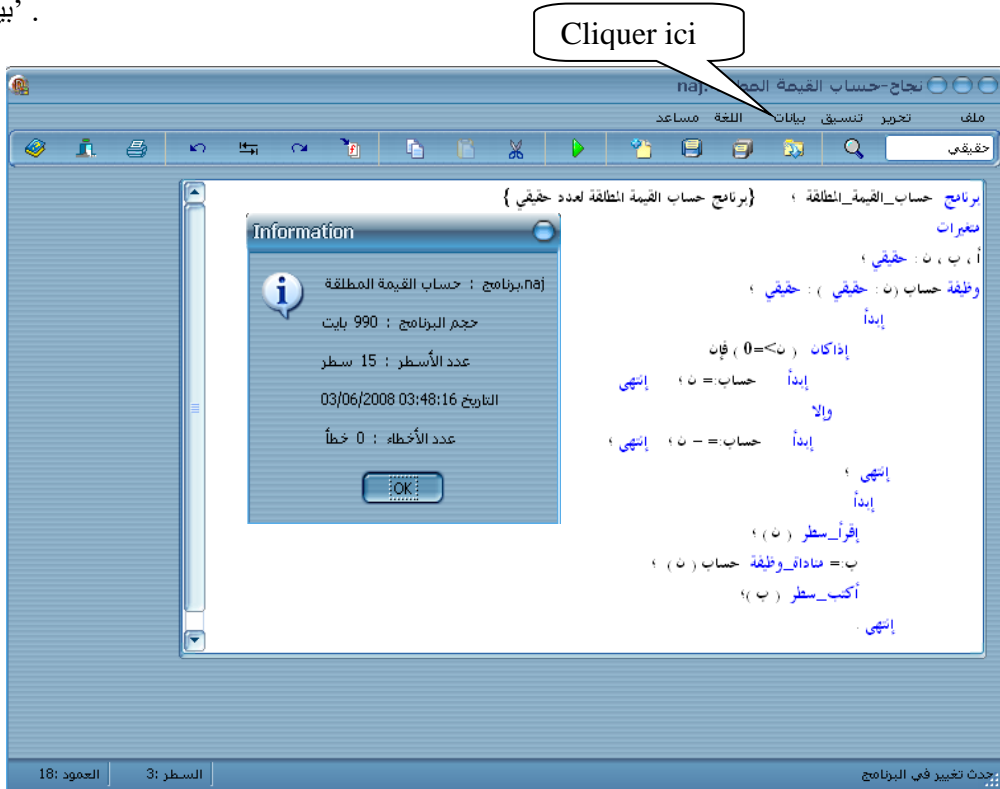 Cliquer ici
نجاح-حساب القيمة
naj.
ملف تحرير تنسيق بيانات اللغة مساعد
حقيقي
برنامج حساب_القيمة_المطلقة ؛ {برنامج حساب القيمة المطلقة لعدد حقيقي }
متغيرات
أ ، ب ، ن : حقيقي ؛
وظيفة حساب (ن : حقيقي ) : حقيقي ؛
إبدأ
إذاكان ( ن>=0 ) فإن
إبدأ حساب:= ن ؛ إنتهى
وإلا
إبدأ حساب:= – ن ؛ إنتهى ؛
إنتهى ؛
إبدأ
إقرأ_سطر ( ن ) ؛
ب:= مناداة_وظيفة حساب ( ن ) ؛
أكتب_سطر ( ب )؛
إنتهى .
Information
naj.برنامج : حساب القيمة المطلقة
حجم البرنامج : 990 بايت
عدد الأسطر : 15 سطر
التاريخ 03/06/2008 03:48:16
عدد الأخطاء : 0 خطأ
OK
حدث تغيير في البرنامج
السطر :3
العمود :18